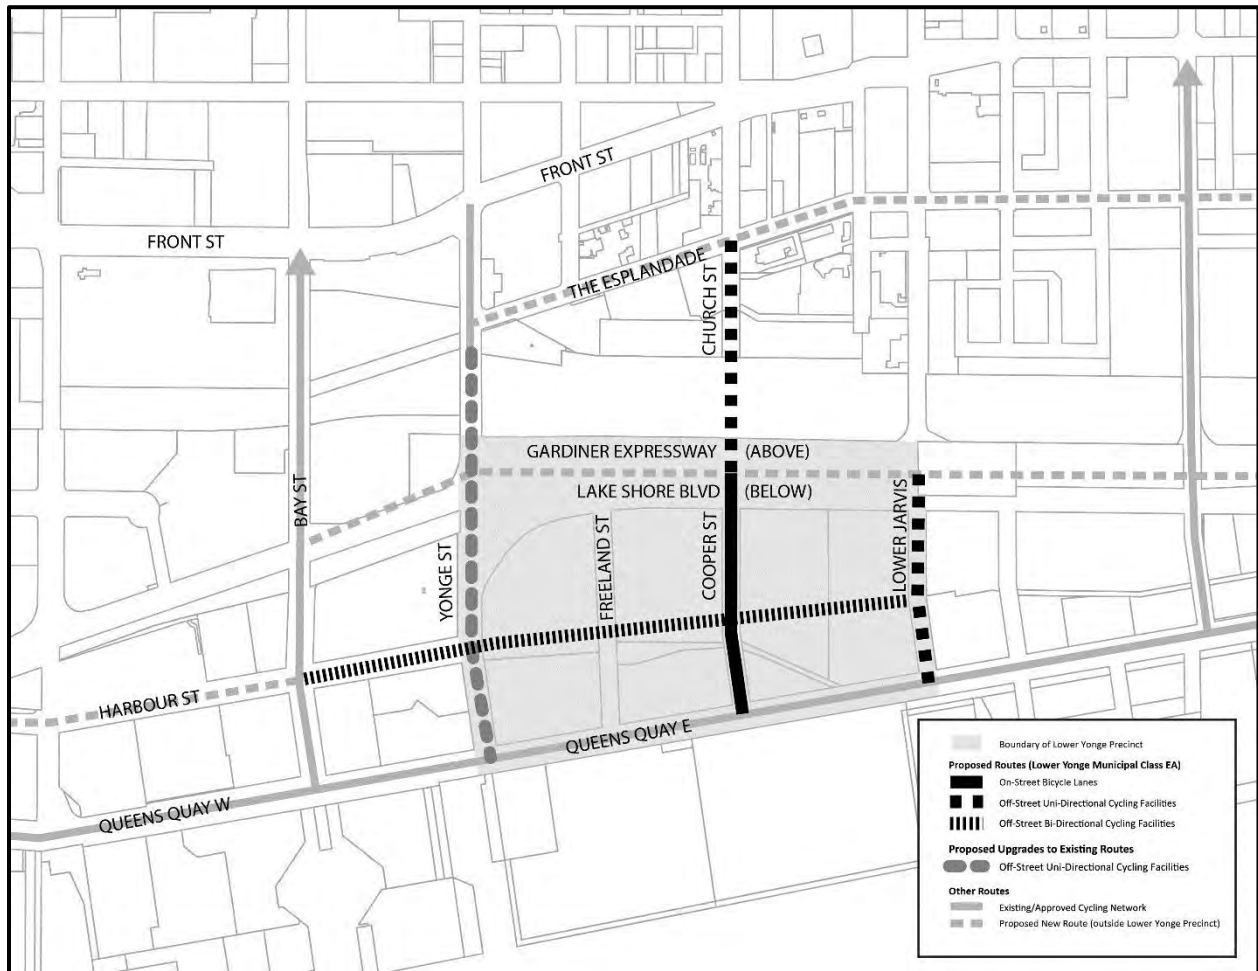 FRONT ST
FRONT ST
THE ESPLANDADE
CHURCH ST
GARDINER EXPRESSWAY (ABOVE)
LAKE SHORE BLVD (BELOW)
BAY ST
YONGE ST
FREELAND ST
COOPER ST
LOWER JARVIS
HARBOUR ST
QUEENS QUAY E
QUEENS QUAY W
Boundary of Lower Yonge Precinct
Proposed Routes (Lower Yonge Municipal Class EA)
On-Street Bicycle Lanes
Off-Street Uni-Directional Cycling Facilities
Off-Street Bi-Directional Cycling Facilities
Proposed Upgrades to Existing Routes
Off-Street Uni-Directional Cycling Facilities
Other Routes
Existing/Approved Cycling Network
Proposed New Route (outside Lower Yonge Precinct)